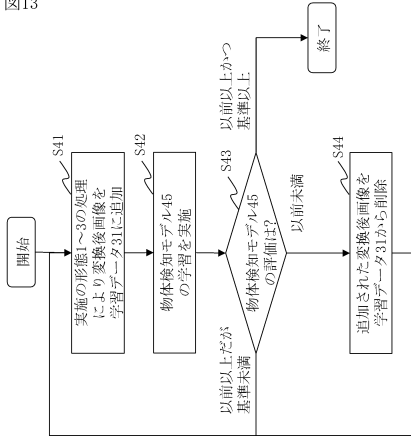 図13
開始
S41
実施の形態1~3の処理
により変換後画像を
学習データ31に追加
S42
物体検知モデル45
の学習を実施
S43
物体検知モデル45
の評価は?
以前以上だが
基準未満
以前以上かつ
基準以上
以前未満
終了
S44
追加された変換後画像を
学習データ31から削除